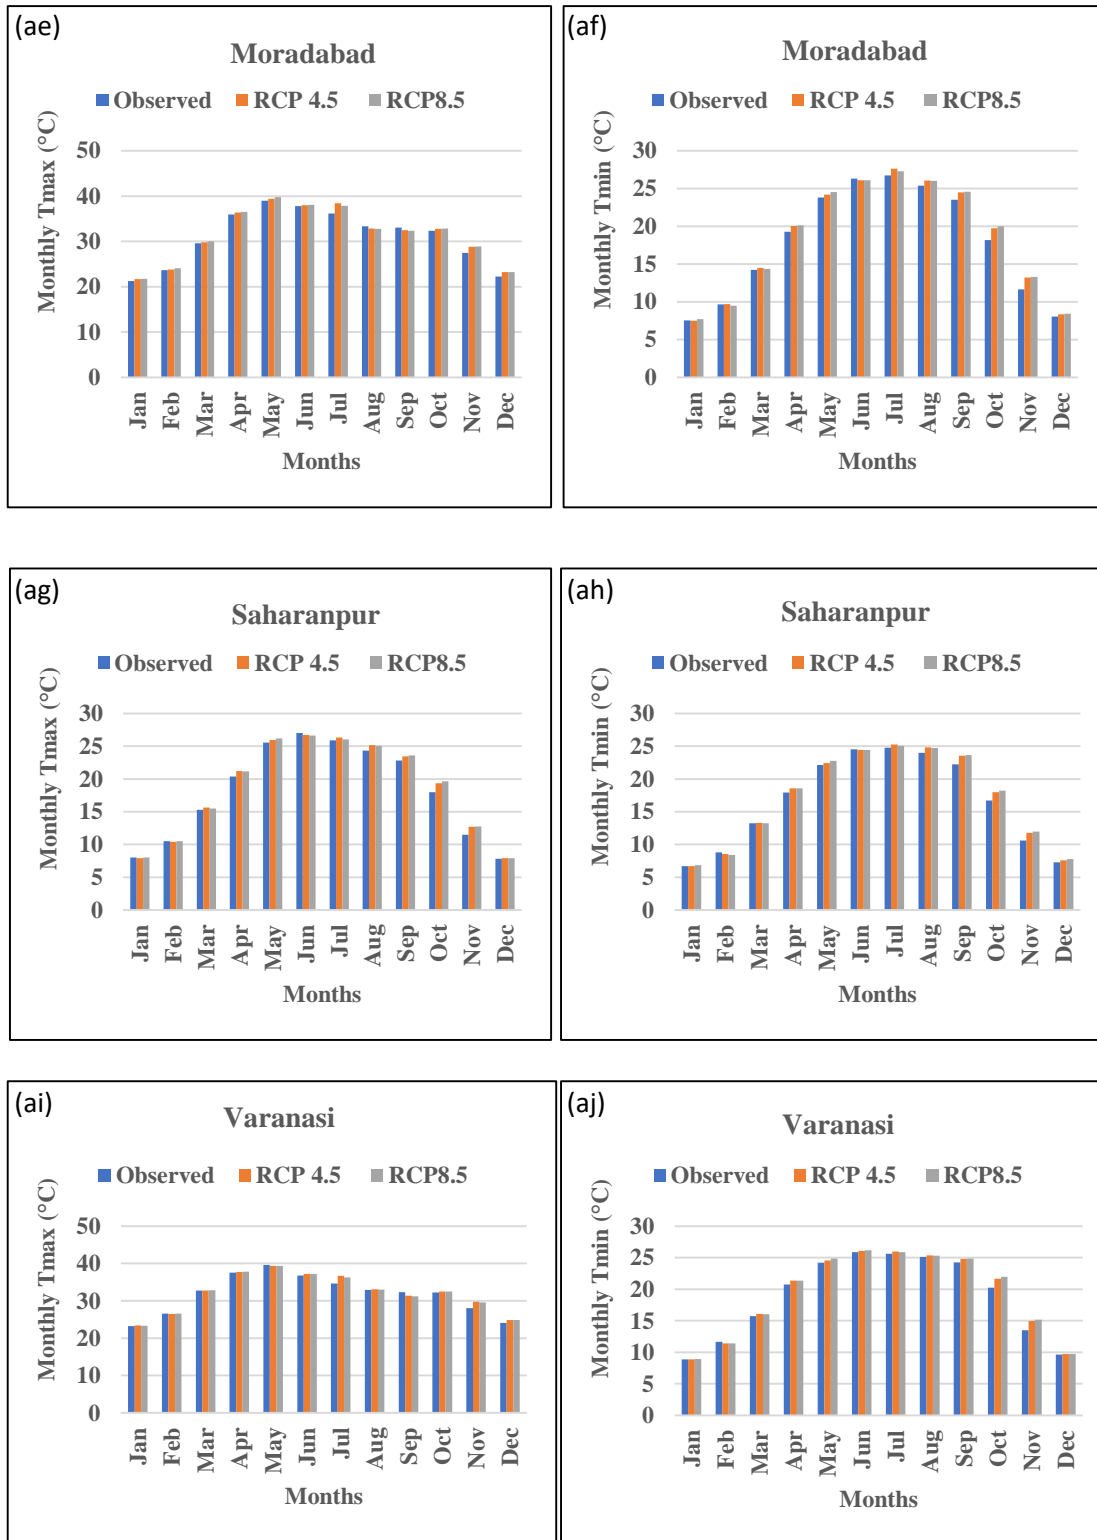 (ae)
Moradabad
Observed RCP 4.5 RCP8.5
Monthly Tmax (°C)
50
40
30
20
10
0
Jan Feb Mar Apr May Jun Jul Aug Sep Oct Nov Dec
Months
(af)
Moradabad
Observed RCP 4.5 RCP8.5
Monthly Tmin (°C)
30
25
20
15
10
5
0
Jan Feb Mar Apr May Jun Jul Aug Sep Oct Nov Dec
Months
(ag)
Saharanpur
Observed RCP 4.5 RCP8.5
Monthly Tmax (°C)
30
25
20
15
10
5
0
Jan Feb Mar Apr May Jun Jul Aug Sep Oct Nov Dec
Months
(ah)
Saharanpur
Observed RCP 4.5 RCP8.5
Monthly Tmin (°C)
30
25
20
15
10
5
0
Jan Feb Mar Apr May Jun Jul Aug Sep Oct Nov Dec
Months
(ai)
Varanasi
Observed RCP 4.5 RCP8.5
Monthly Tmax (°C)
50
40
30
20
10
0
Jan Feb Mar Apr May Jun Jul Aug Sep Oct Nov Dec
Months
(aj)
Varanasi
Observed RCP 4.5 RCP8.5
Monthly Tmin (°C)
30
25
20
15
10
5
0
Jan Feb Mar Apr May Jun Jul Aug Sep Oct Nov Dec
Months